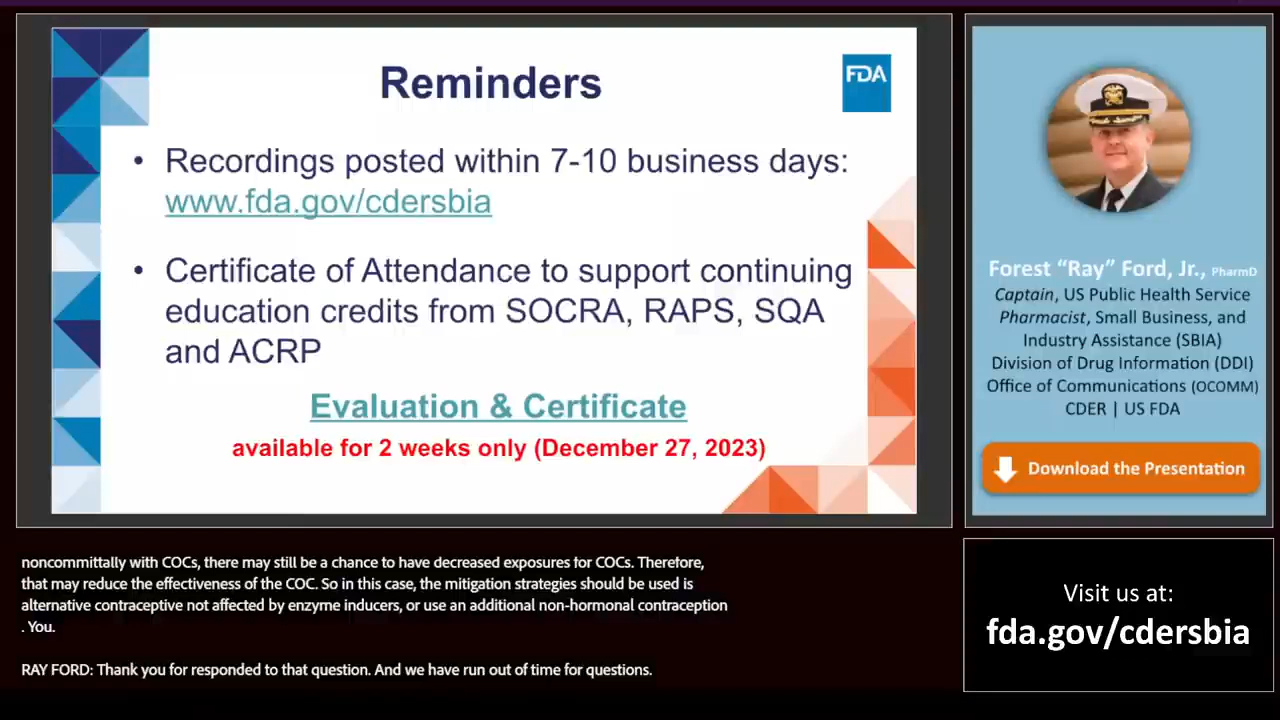 Reminders
FDA
• Recordings posted within 7-10 business days:
www.fda.gov/cdersbia
• Certificate of Attendance to support continuing
education credits from SOCRA, RAPS, SQA
and ACRP
Evaluation & Certificate
available for 2 weeks only (December 27, 2023)
Forest “Ray” Ford, Jr., PharmD
Captain, US Public Health Service
Pharmacist, Small Business, and
Industry Assistance (SBIA)
Division of Drug Information (DDI)
Office of Communications (OCOMM)
CDER | US FDA
Download the Presentation
noncommittally with COCs, there may still be a chance to have decreased exposures for COCs. Therefore,
that may reduce the effectiveness of the COC. So in this case, the mitigation strategies should be used is
alternative contraceptive not affected by enzyme inducers, or use an additional non-hormonal contraception
. You.
RAY FORD: Thank you for responded to that question. And we have run out of time for questions.
Visit us at:
fda.gov/cdersbia